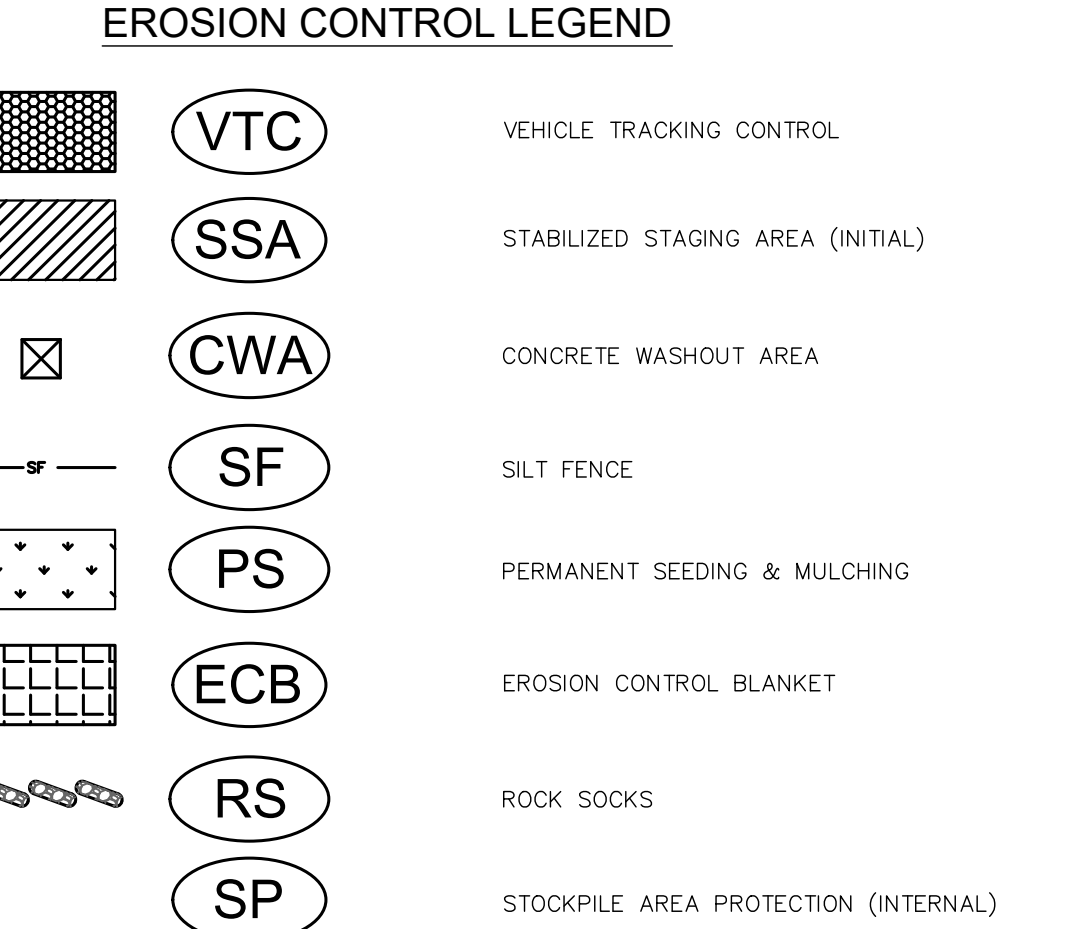 EROSION CONTROL LEGEND
VTC VEHICLE TRACKING CONTROL
SSA STABILIZED STAGING AREA (INITIAL)
CWA CONCRETE WASHOUT AREA
SF SF SILT FENCE
PS PERMANENT SEEDING & MULCHING
ECB EROSION CONTROL BLANKET
RS ROCK SOCKS
SP STOCKPILE AREA PROTECTION (INTERNAL)